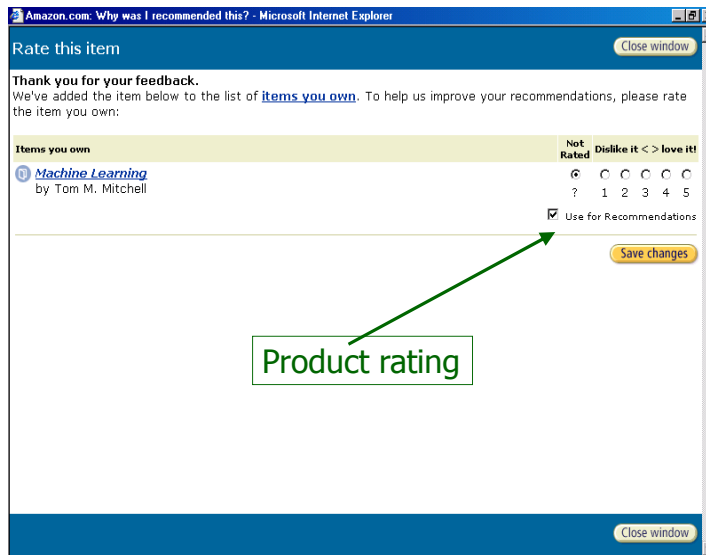 Amazon.com: Why was I recommended this? - Microsoft Internet Explorer
Rate this item
Close window
Thank you for your feedback.
We've added the item below to the list of items you own. To help us improve your recommendations, please rate
the item you own:
Items you own
Not
Rated
Dislike it < > love it!
Machine Learning
by Tom M. Mitchell
? 1 2 3 4 5
Use for Recommendations
Save changes
Product rating
Close window